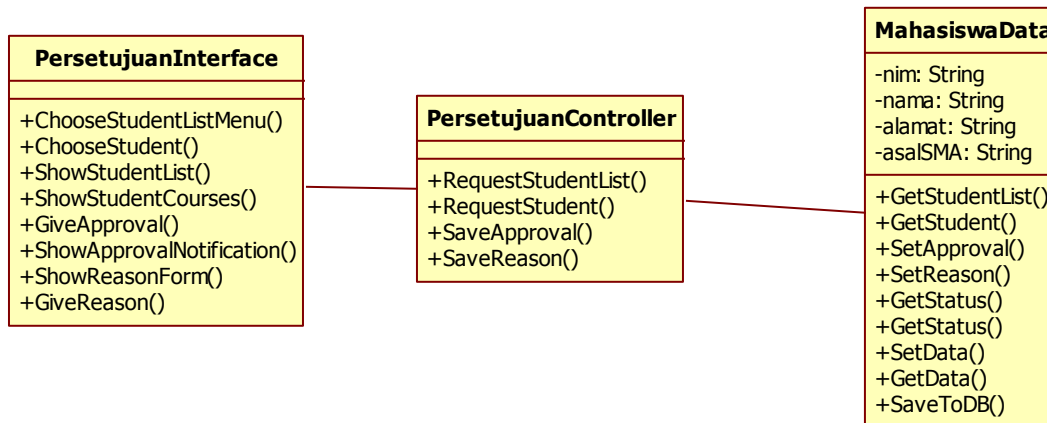 PersetujuanInterface
+ChooseStudentListMenu()
+ChooseStudent()
+ShowStudentList()
+ShowStudentCourses()
+GiveApproval()
+ShowApprovalNotification()
+ShowReasonForm()
+GiveReason()
PersetujuanController
+RequestStudentList()
+RequestStudent()
+SaveApproval()
+SaveReason()
MahasiswaData
-nim: String
-nama: String
-alamat: String
-asalSMA: String
+GetStudentList()
+GetStudent()
+SetApproval()
+SetReason()
+GetStatus()
+GetStatus()
+SetData()
+GetData()
+SaveToDB()